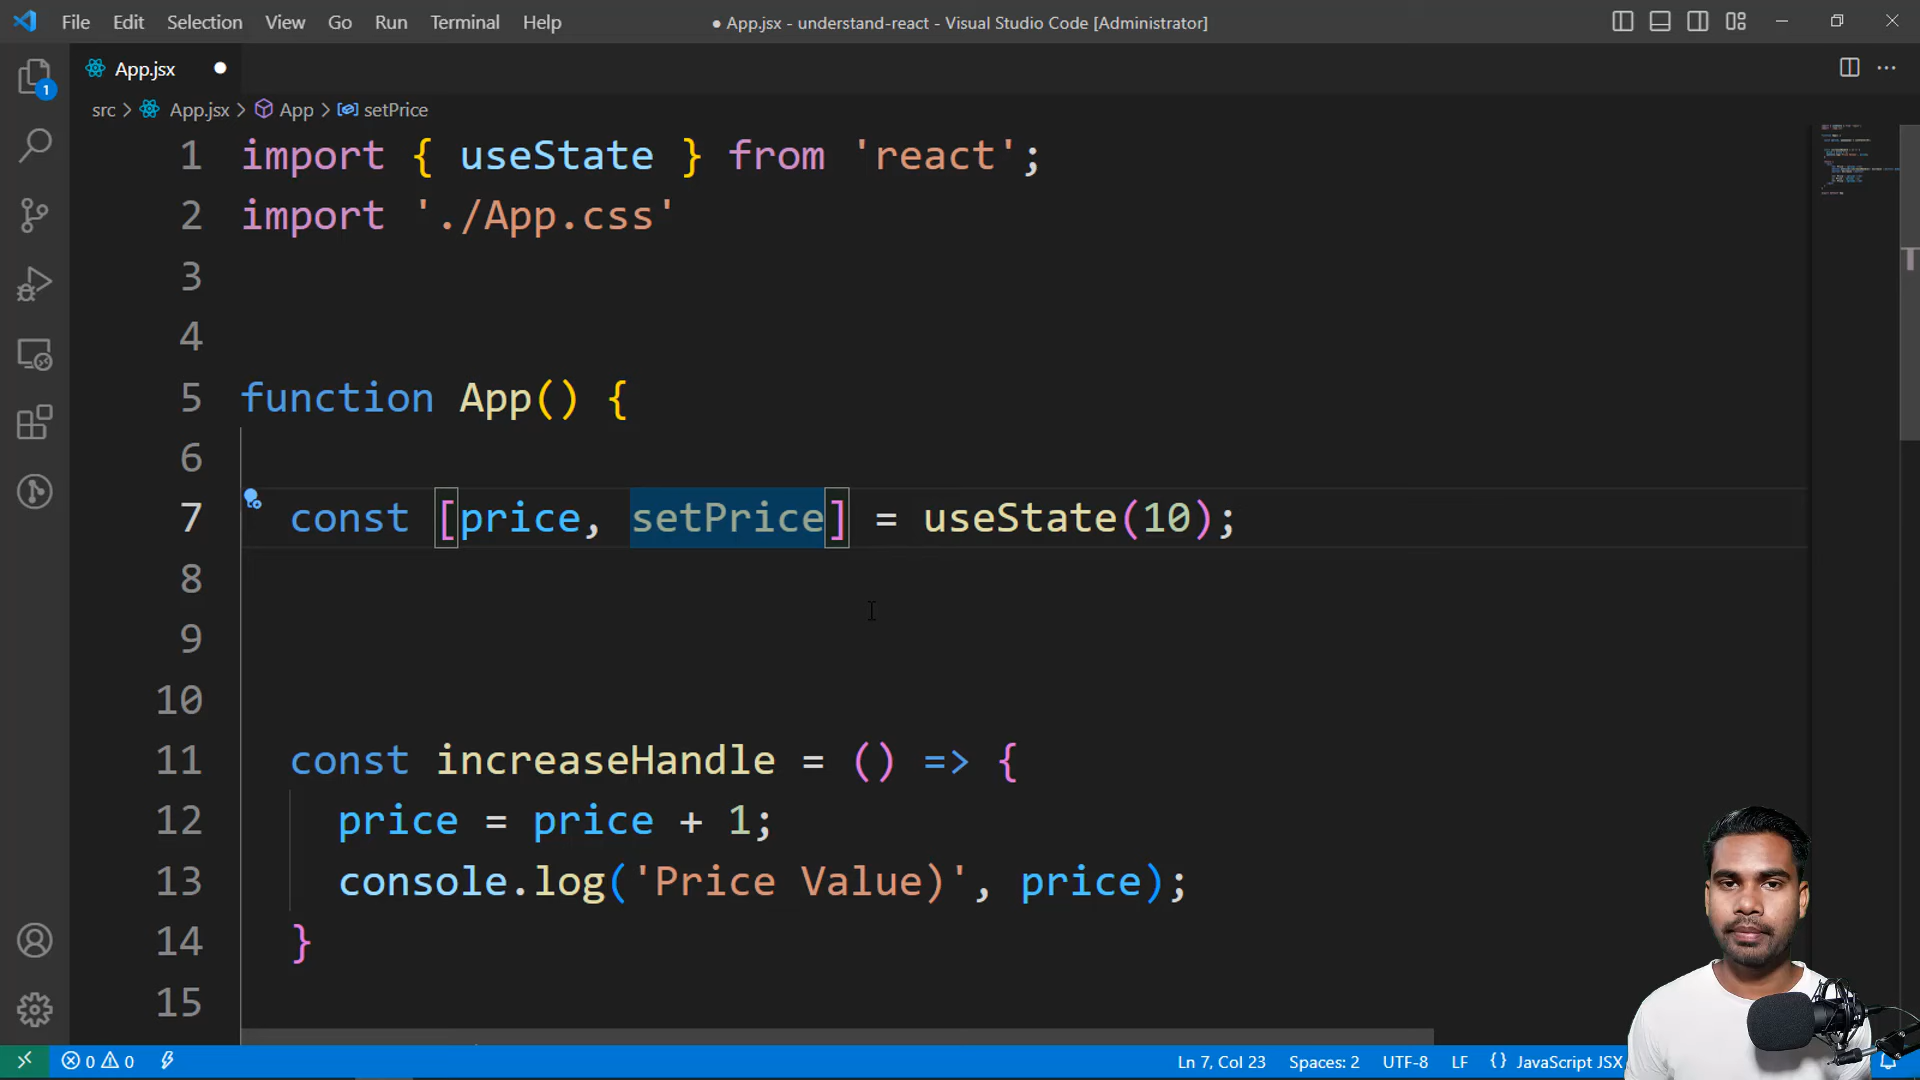 File Edit Selection View Go Run Terminal Help
● App.jsx - understand-react - Visual Studio Code [Administrator]
App.jsx
src > App.jsx > App > setPrice
1 import { useState } from 'react';
2 import './App.css'
3
4
5 function App() {
6
7 const [price, setPrice] = useState(10);
8
9
10
11 const increaseHandle = () => {
12 price = price + 1;
13 console.log('Price Value)', price);
14 }
15
1
0 0
Ln 7, Col 23 Spaces: 2 UTF-8 LF {} JavaScript JSX